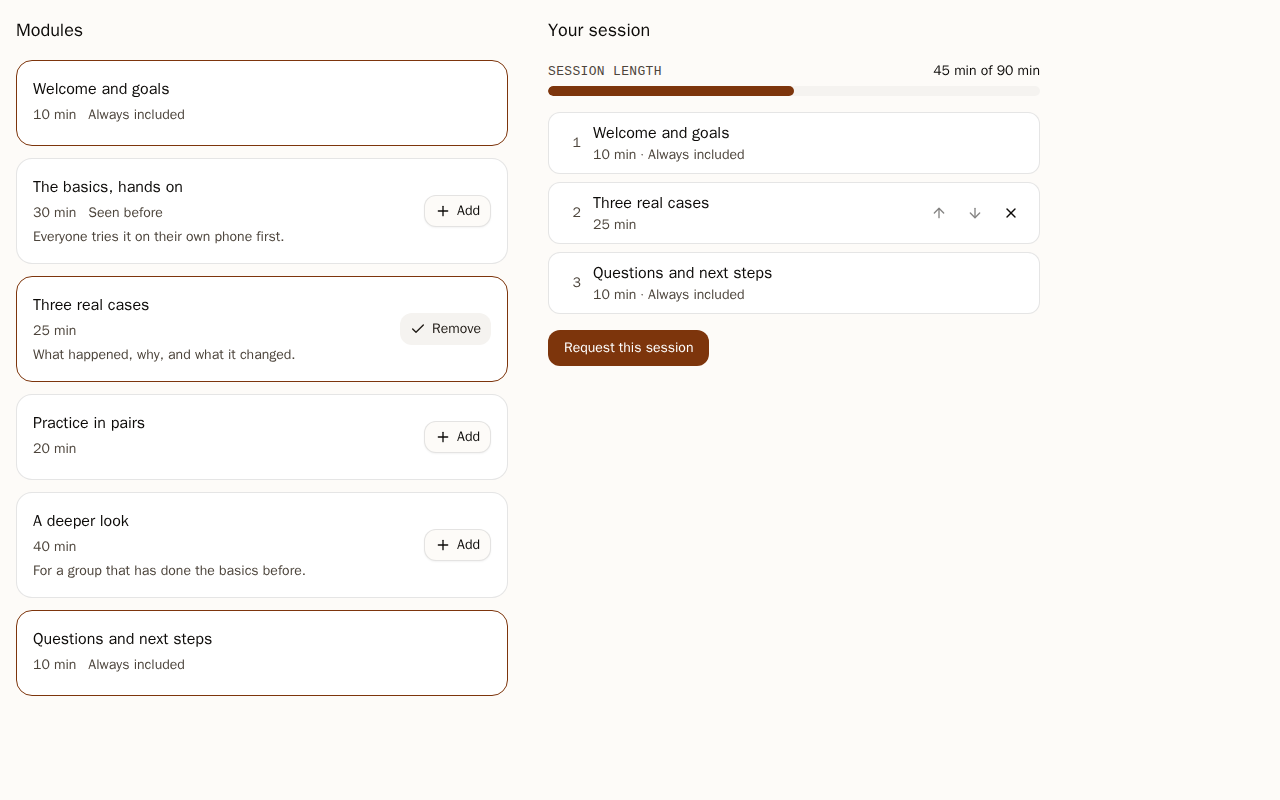 Modules
Welcome and goals
10 min Always included
The basics, hands on
30 min Seen before
Everyone tries it on their own phone first.
Add
Three real cases
25 min
What happened, why, and what it changed.
Remove
Practice in pairs
20 min
Add
A deeper look
40 min
For a group that has done the basics before.
Add
Questions and next steps
10 min Always included
Your session
SESSION LENGTH 45 min of 90 min
1
Welcome and goals
10 min · Always included
2
Three real cases
25 min
3
Questions and next steps
10 min · Always included
Request this session